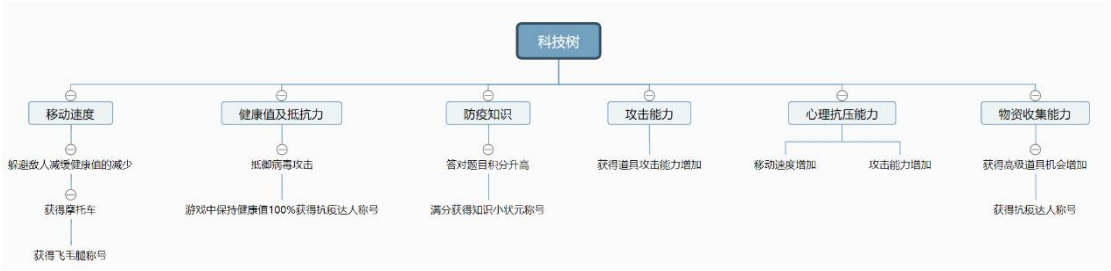 科技树
移动速度
健康值及抵抗力
防疫知识
攻击能力
心理抗压能力
物资收集能力
躲避敌人减缓健康值的减少
抵御病毒攻击
答对题目积分升高
获得道具攻击能力增加
移动速度增加
攻击能力增加
获得高级道具机会增加
获得摩托车
游戏中保持健康值100%获得抗疫达人称号
满分获得知识小状元称号
获得抗疫达人称号
获得飞毛腿称号